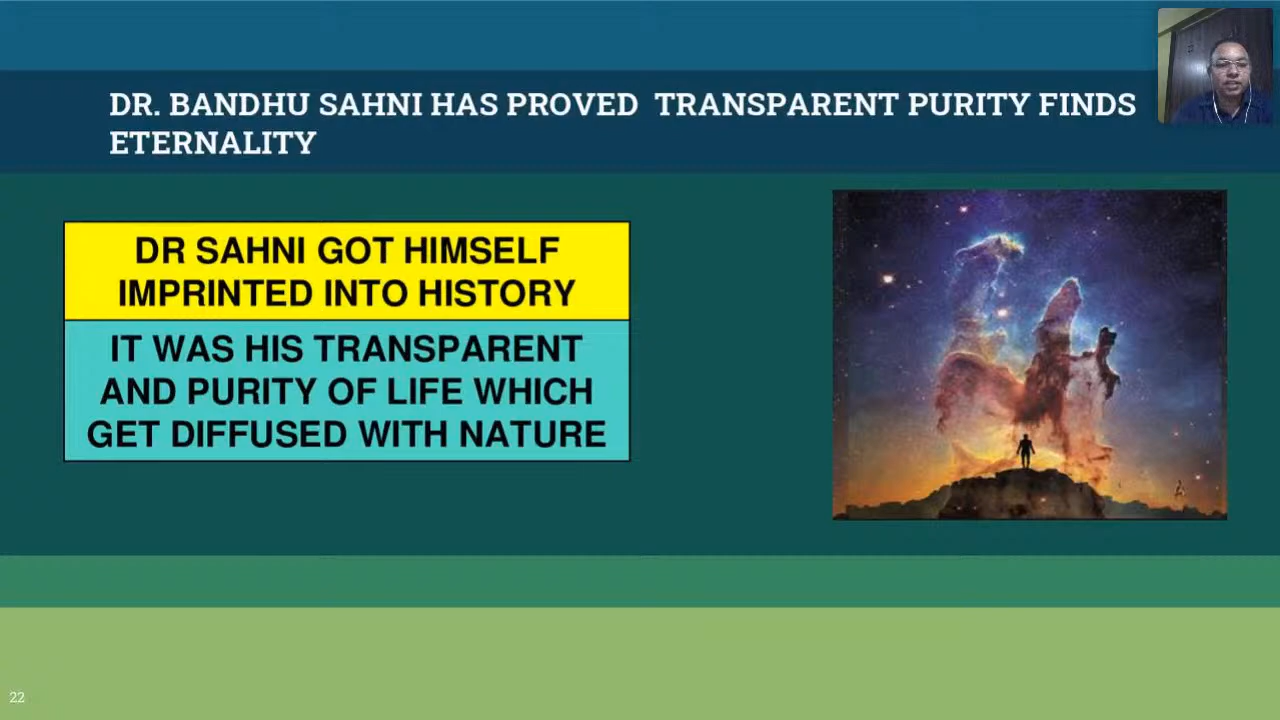 DR. BANDHU SAHNI HAS PROVED  TRANSPARENT PURITY FINDS
ETERNALITY
DR SAHNI GOT HIMSELF
IMPRINTED INTO HISTORY
IT WAS HIS TRANSPARENT
AND PURITY OF LIFE WHICH
GET DIFFUSED WITH NATURE
22